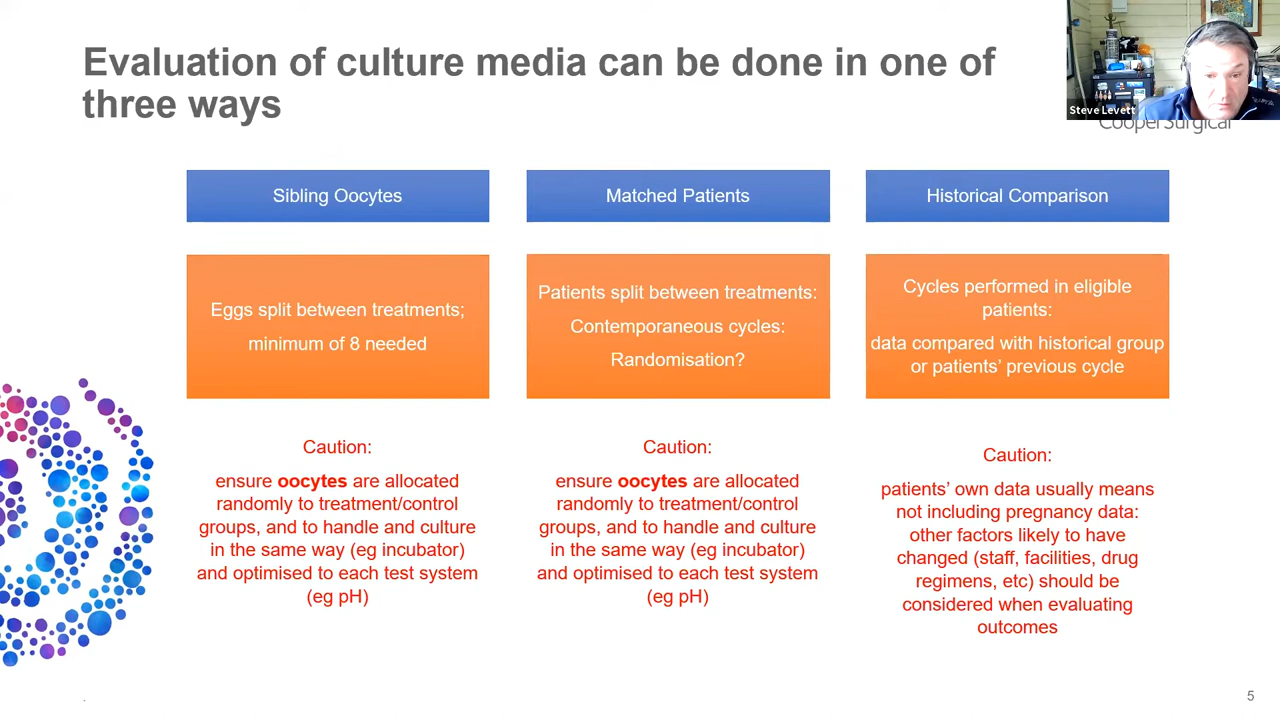 Evaluation of culture media can be done in one of
three ways
Steve Levett
CooperSurgical
Sibling Oocytes
Matched Patients
Historical Comparison
Eggs split between treatments;
minimum of 8 needed
Patients split between treatments:
Contemporaneous cycles:
Randomisation?
Cycles performed in eligible
patients:
data compared with historical group
or patients’ previous cycle
Caution:
ensure oocytes are allocated
randomly to treatment/control
groups, and to handle and culture
in the same way (eg incubator)
and optimised to each test system
(eg pH)
Caution:
ensure oocytes are allocated
randomly to treatment/control
groups, and to handle and culture
in the same way (eg incubator)
and optimised to each test system
(eg pH)
Caution:
patients’ own data usually means
not including pregnancy data:
other factors likely to have
changed (staff, facilities, drug
regimens, etc) should be
considered when evaluating
outcomes
.
5